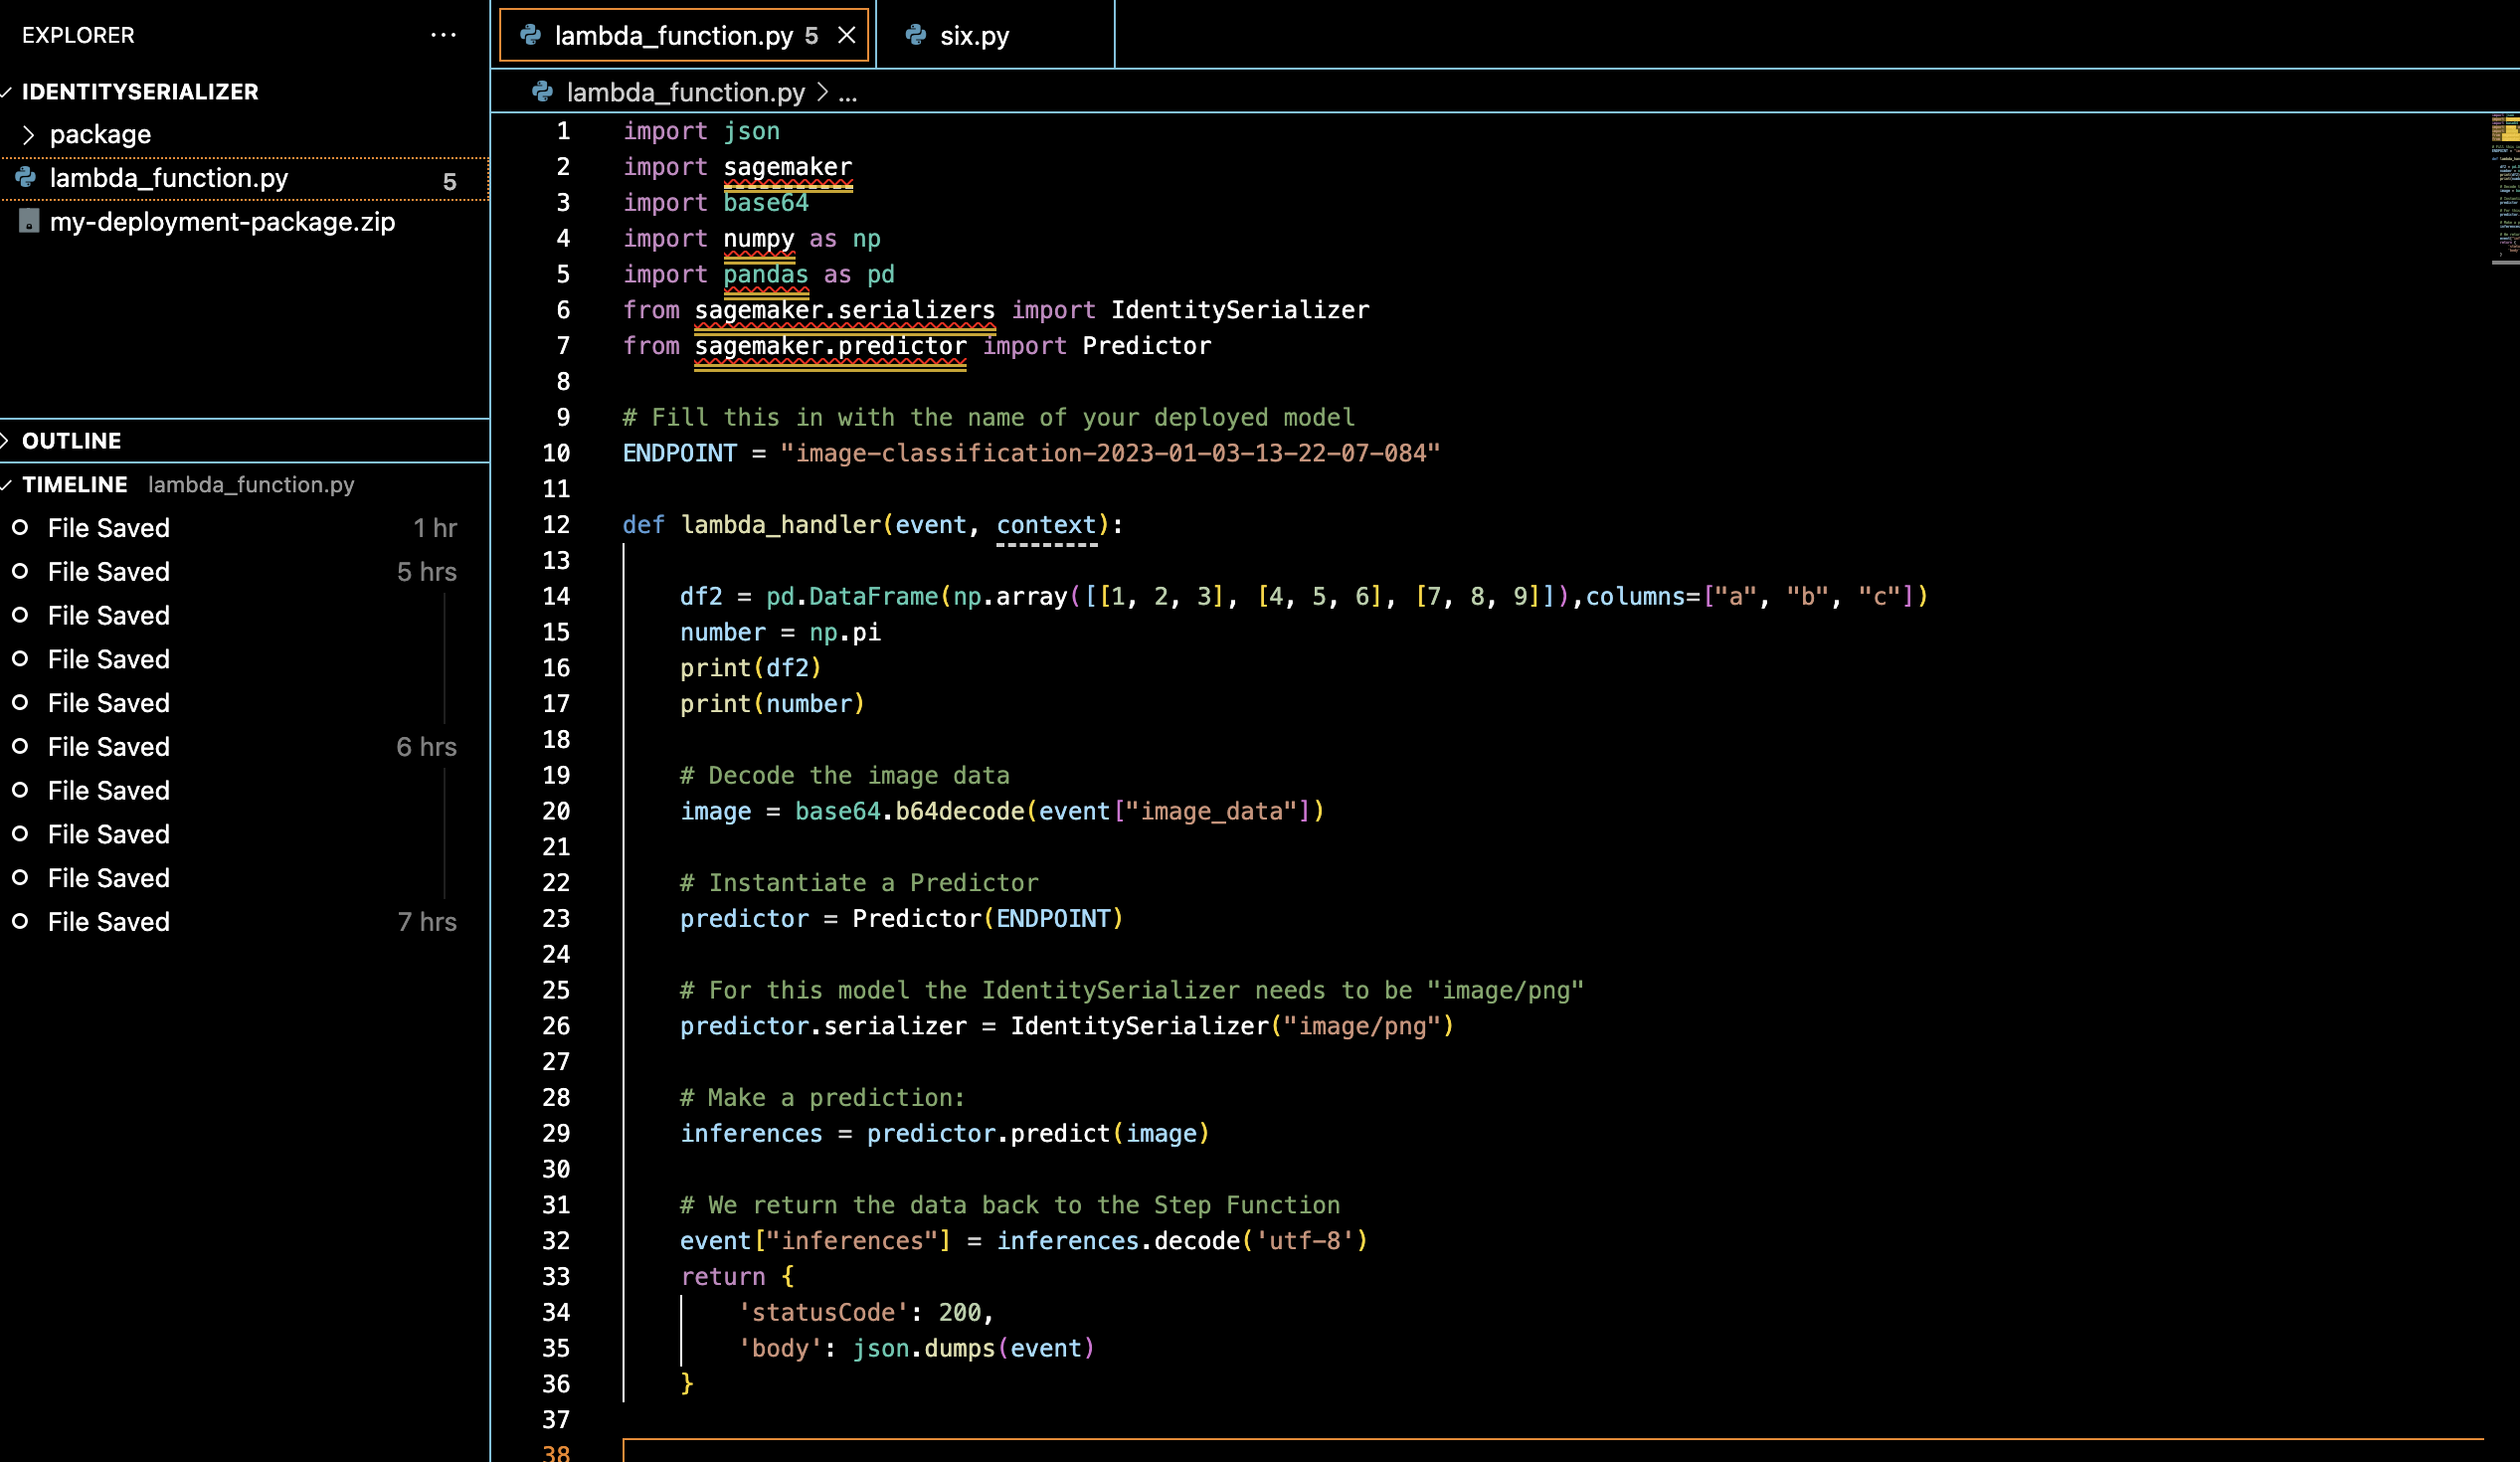 EXPLORER
IDENTITYSERIALIZER
package
lambda_function.py 5
my-deployment-package.zip
OUTLINE
TIMELINE lambda_function.py
File Saved 1 hr
File Saved 5 hrs
File Saved
File Saved
File Saved
File Saved 6 hrs
File Saved
File Saved
File Saved
File Saved 7 hrs
lambda_function.py 5
six.py
lambda_function.py > ...
1 import json
2 import sagemaker
3 import base64
4 import numpy as np
5 import pandas as pd
6 from sagemaker.serializers import IdentitySerializer
7 from sagemaker.predictor import Predictor
8
9 # Fill this in with the name of your deployed model
10 ENDPOINT = "image-classification-2023-01-03-13-22-07-084"
11
12 def lambda_handler(event, context):
13
14 df2 = pd.DataFrame(np.array([[1, 2, 3], [4, 5, 6], [7, 8, 9]]),columns=["a", "b", "c"])
15 number = np.pi
16 print(df2)
17 print(number)
18
19 # Decode the image data
20 image = base64.b64decode(event["image_data"])
21
22 # Instantiate a Predictor
23 predictor = Predictor(ENDPOINT)
24
25 # For this model the IdentitySerializer needs to be "image/png"
26 predictor.serializer = IdentitySerializer("image/png")
27
28 # Make a prediction:
29 inferences = predictor.predict(image)
30
31 # We return the data back to the Step Function
32 event["inferences"] = inferences.decode('utf-8')
33 return {
34 'statusCode': 200,
35 'body': json.dumps(event)
36 }
37
38